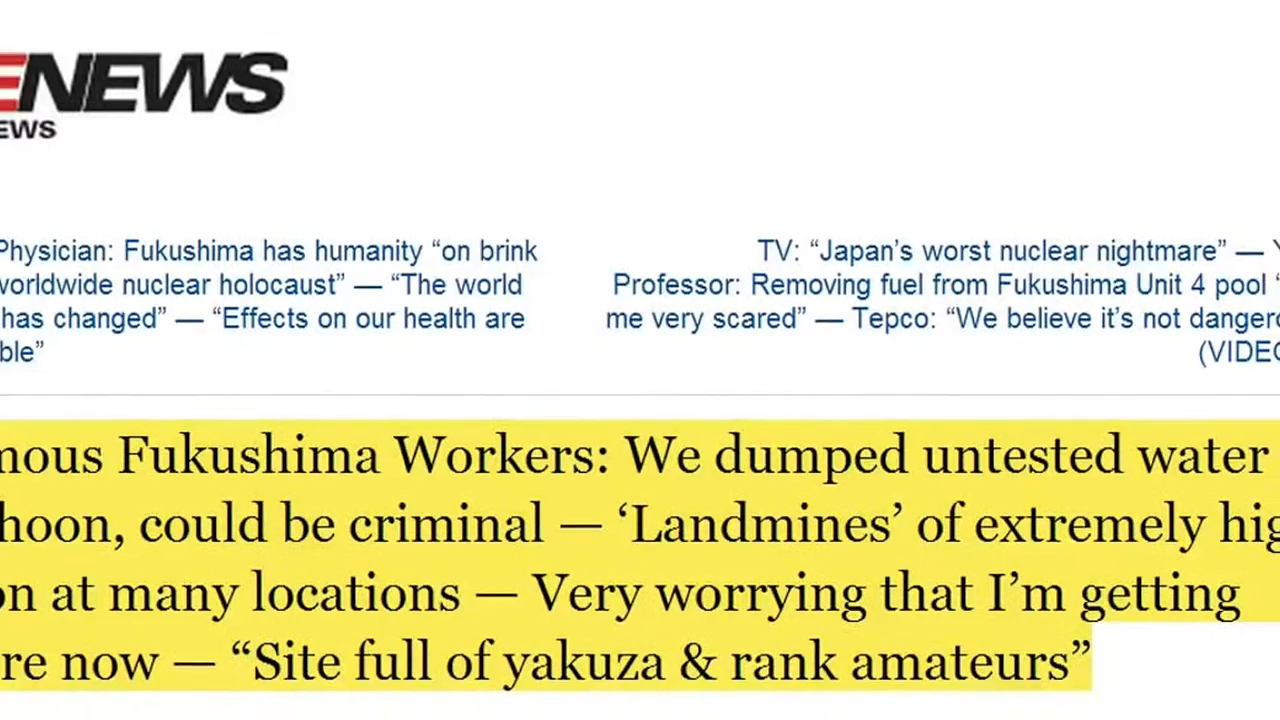 ENEWS
EWS
Physician: Fukushima has humanity “on brink
worldwide nuclear holocaust” — “The world
has changed” — “Effects on our health are
ble”
TV: “Japan’s worst nuclear nightmare” —
Professor: Removing fuel from Fukushima Unit 4 pool
me very scared” — Tepco: “We believe it’s not dangero
(VIDEO
mous Fukushima Workers: We dumped untested water
hoon, could be criminal — ‘Landmines’ of extremely hig
on at many locations — Very worrying that I’m getting
re now — “Site full of yakuza & rank amateurs”